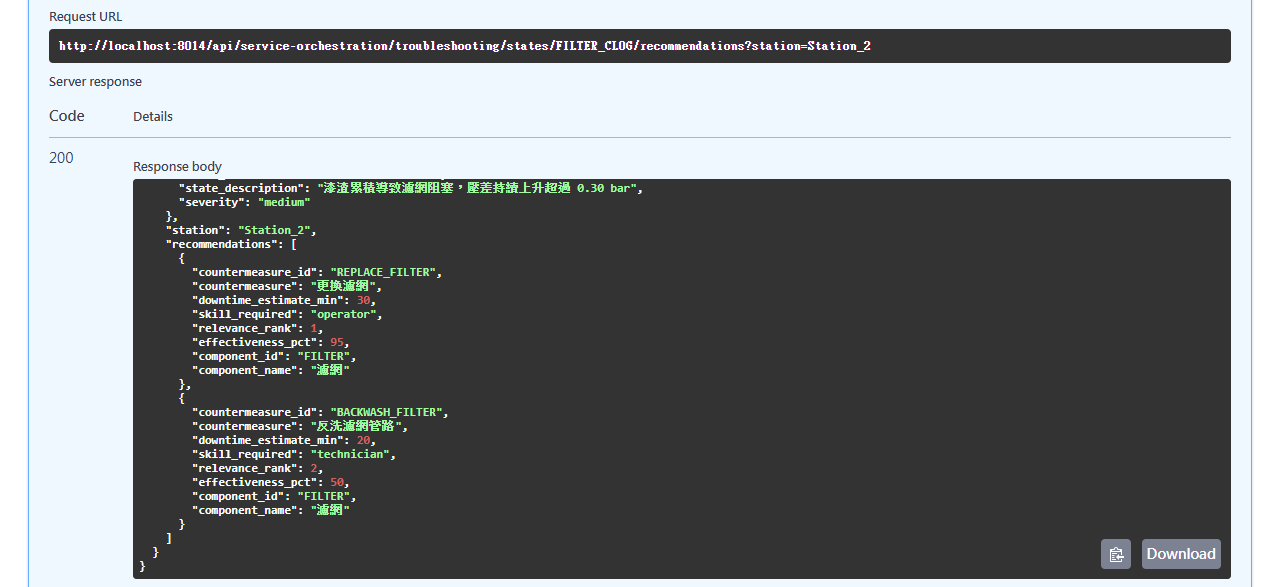 Request URL
http://localhost:8014/api/service-orchestration/troubleshooting/states/FILTER_CLOG/recommendations?station=Station_2
Server response
Code Details
200
Response body
"state_description": "漆渣累積導致濾網阻塞，壓差持續上升超過 0.30 bar",
"severity": "medium"
},
"station": "Station_2",
"recommendations": [
{
"countermeasure_id": "REPLACE_FILTER",
"countermeasure": "更換濾網",
"downtime_estimate_min": 30,
"skill_required": "operator",
"relevance_rank": 1,
"effectiveness_pct": 95,
"component_id": "FILTER",
"component_name": "濾網"
},
{
"countermeasure_id": "BACKWASH_FILTER",
"countermeasure": "反洗濾網管路",
"downtime_estimate_min": 20,
"skill_required": "technician",
"relevance_rank": 2,
"effectiveness_pct": 50,
"component_id": "FILTER",
"component_name": "濾網"
}
]
}
}
Download